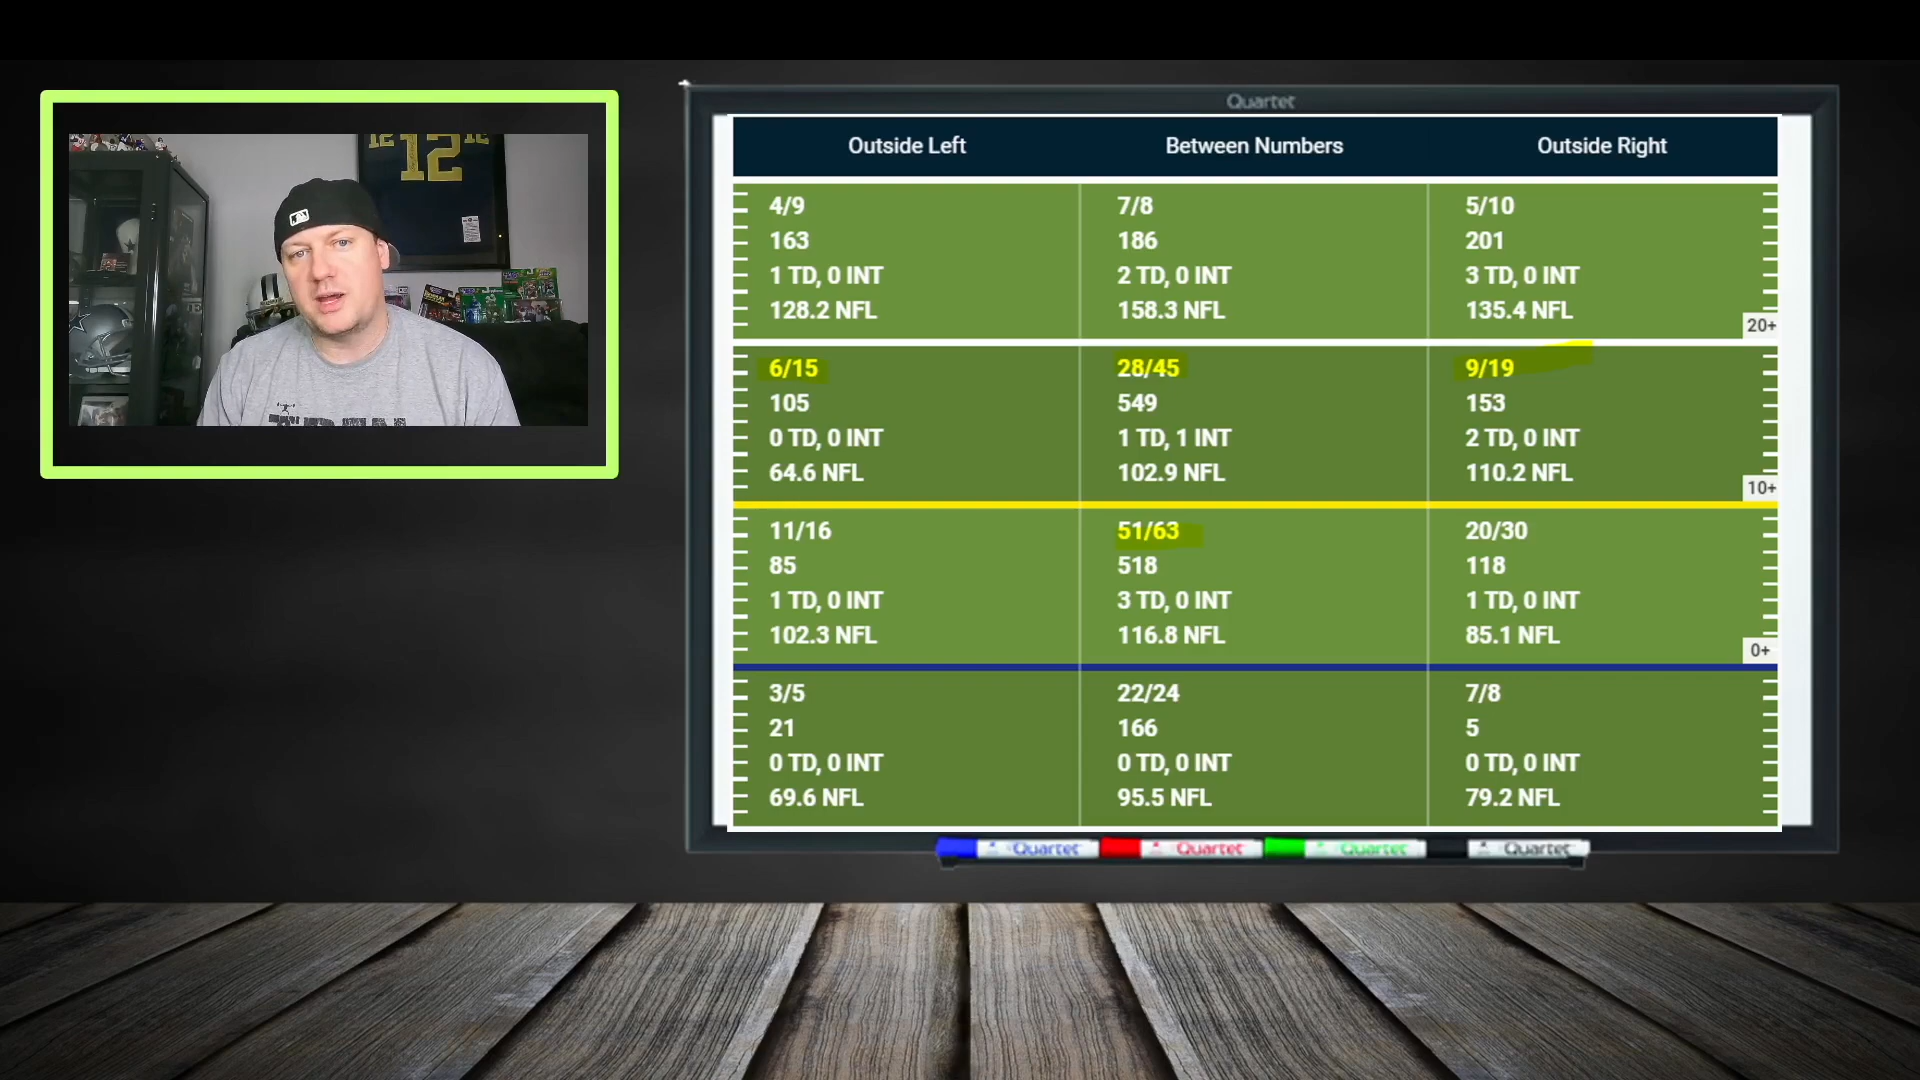 12
12
12
Quartet
Outside Left
Between Numbers
Outside Right
4/9
163
1 TD, 0 INT
128.2 NFL
7/8
186
2 TD, 0 INT
158.3 NFL
5/10
201
3 TD, 0 INT
135.4 NFL
20+
6/15
105
0 TD, 0 INT
64.6 NFL
28/45
549
1 TD, 1 INT
102.9 NFL
9/19
153
2 TD, 0 INT
110.2 NFL
10+
11/16
85
1 TD, 0 INT
102.3 NFL
51/63
518
3 TD, 0 INT
116.8 NFL
20/30
118
1 TD, 0 INT
85.1 NFL
0+
3/5
21
0 TD, 0 INT
69.6 NFL
22/24
166
0 TD, 0 INT
95.5 NFL
7/8
5
0 TD, 0 INT
79.2 NFL
Quartet
Quartet
Quartet
Quartet